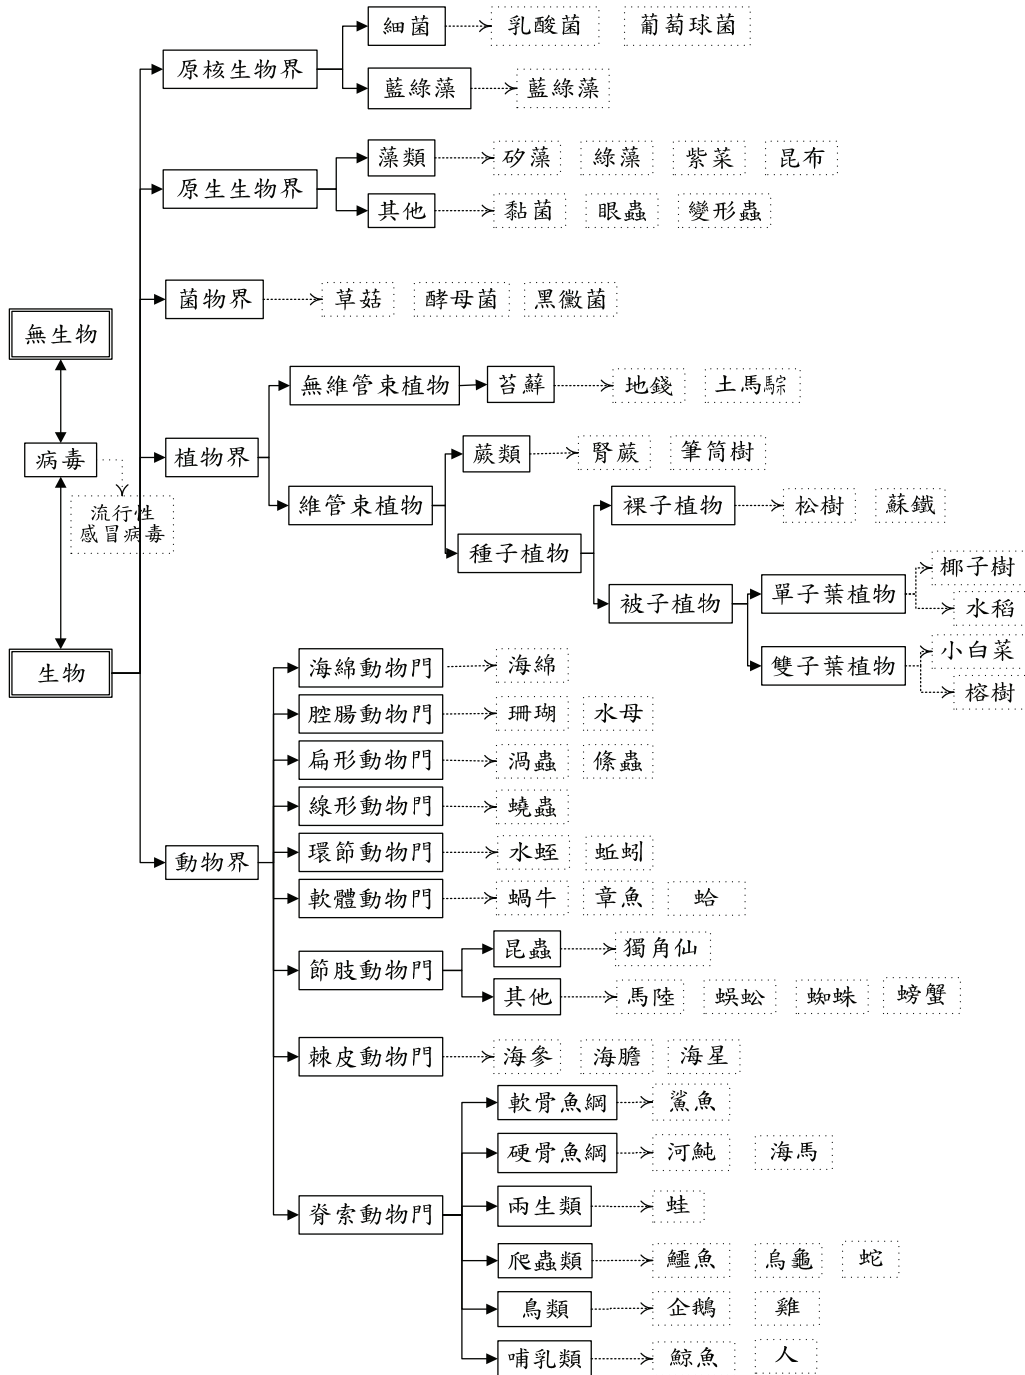 細菌 乳酸菌 葡萄球菌
原核生物界
藍綠藻 藍綠藻
藻類 矽藻 綠藻 紫菜 昆布
原生生物界
其他 黏菌 眼蟲 變形蟲
菌物界 草菇 酵母菌 黑黴菌
無生物
無維管束植物 苔蘚 地錢 土馬騌
病毒
植物界
蕨類 腎蕨 筆筒樹
流行性
感冒病毒
維管束植物
裸子植物 松樹 蘇鐵
種子植物
椰子樹
單子葉植物
被子植物
水稻
小白菜
雙子葉植物
榕樹
生物
海綿動物門 海綿
腔腸動物門 珊瑚 水母
扁形動物門 渦蟲 絛蟲
線形動物門 蟯蟲
環節動物門 水蛭 蚯蚓
動物界
軟體動物門 蝸牛 章魚 蛤
昆蟲 獨角仙
節肢動物門
其他 馬陸 蜈蚣 蜘蛛 螃蟹
棘皮動物門 海參 海膽 海星
軟骨魚綱 鯊魚
硬骨魚綱 河魨 海馬
兩生類 蛙
脊索動物門
爬蟲類 鱷魚 烏龜 蛇
鳥類 企鵝 雞
哺乳類 鯨魚 人